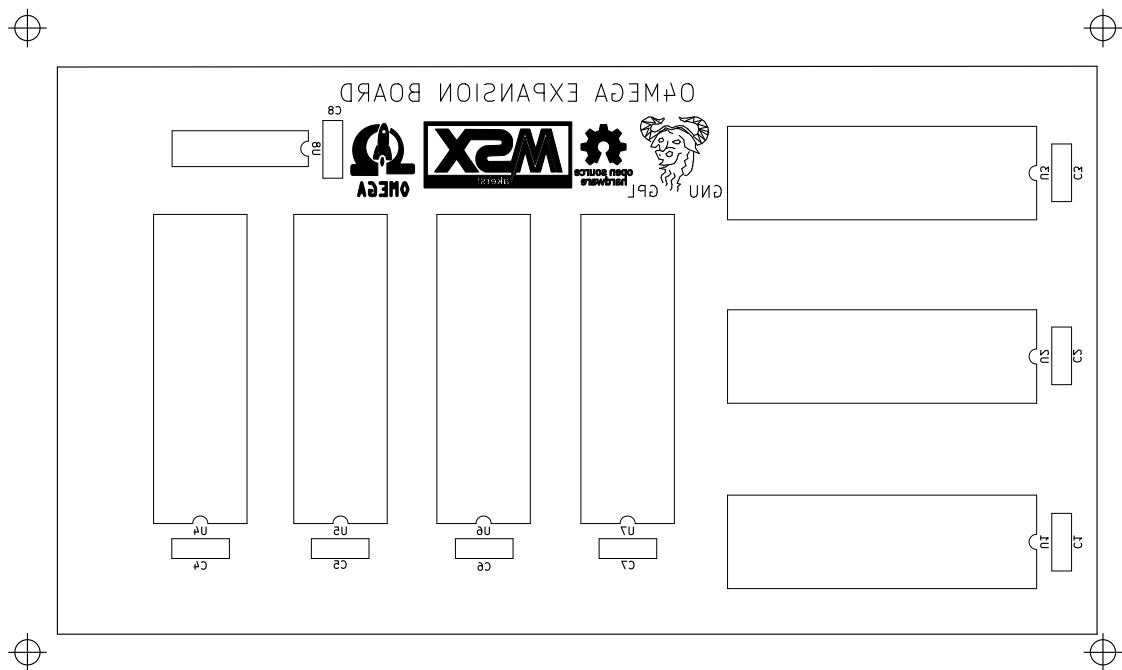 O4MEGA EXPANSION BOARD
C8
U8
OMEGA
MSX
akers!
open source
hardware
GNU
GPL
U3
C3
U2
C2
U4
U5
U6
U7
C4
C5
C6
C7
U1
C1